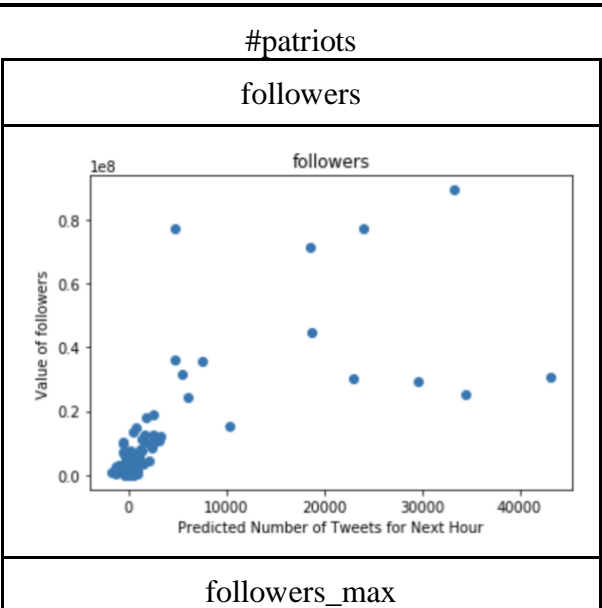 #patriots
followers
followers
1e8
0.8
0.6
0.4
0.2
0.0
Value of followers
0
10000
20000
30000
40000
Predicted Number of Tweets for Next Hour
followers_max